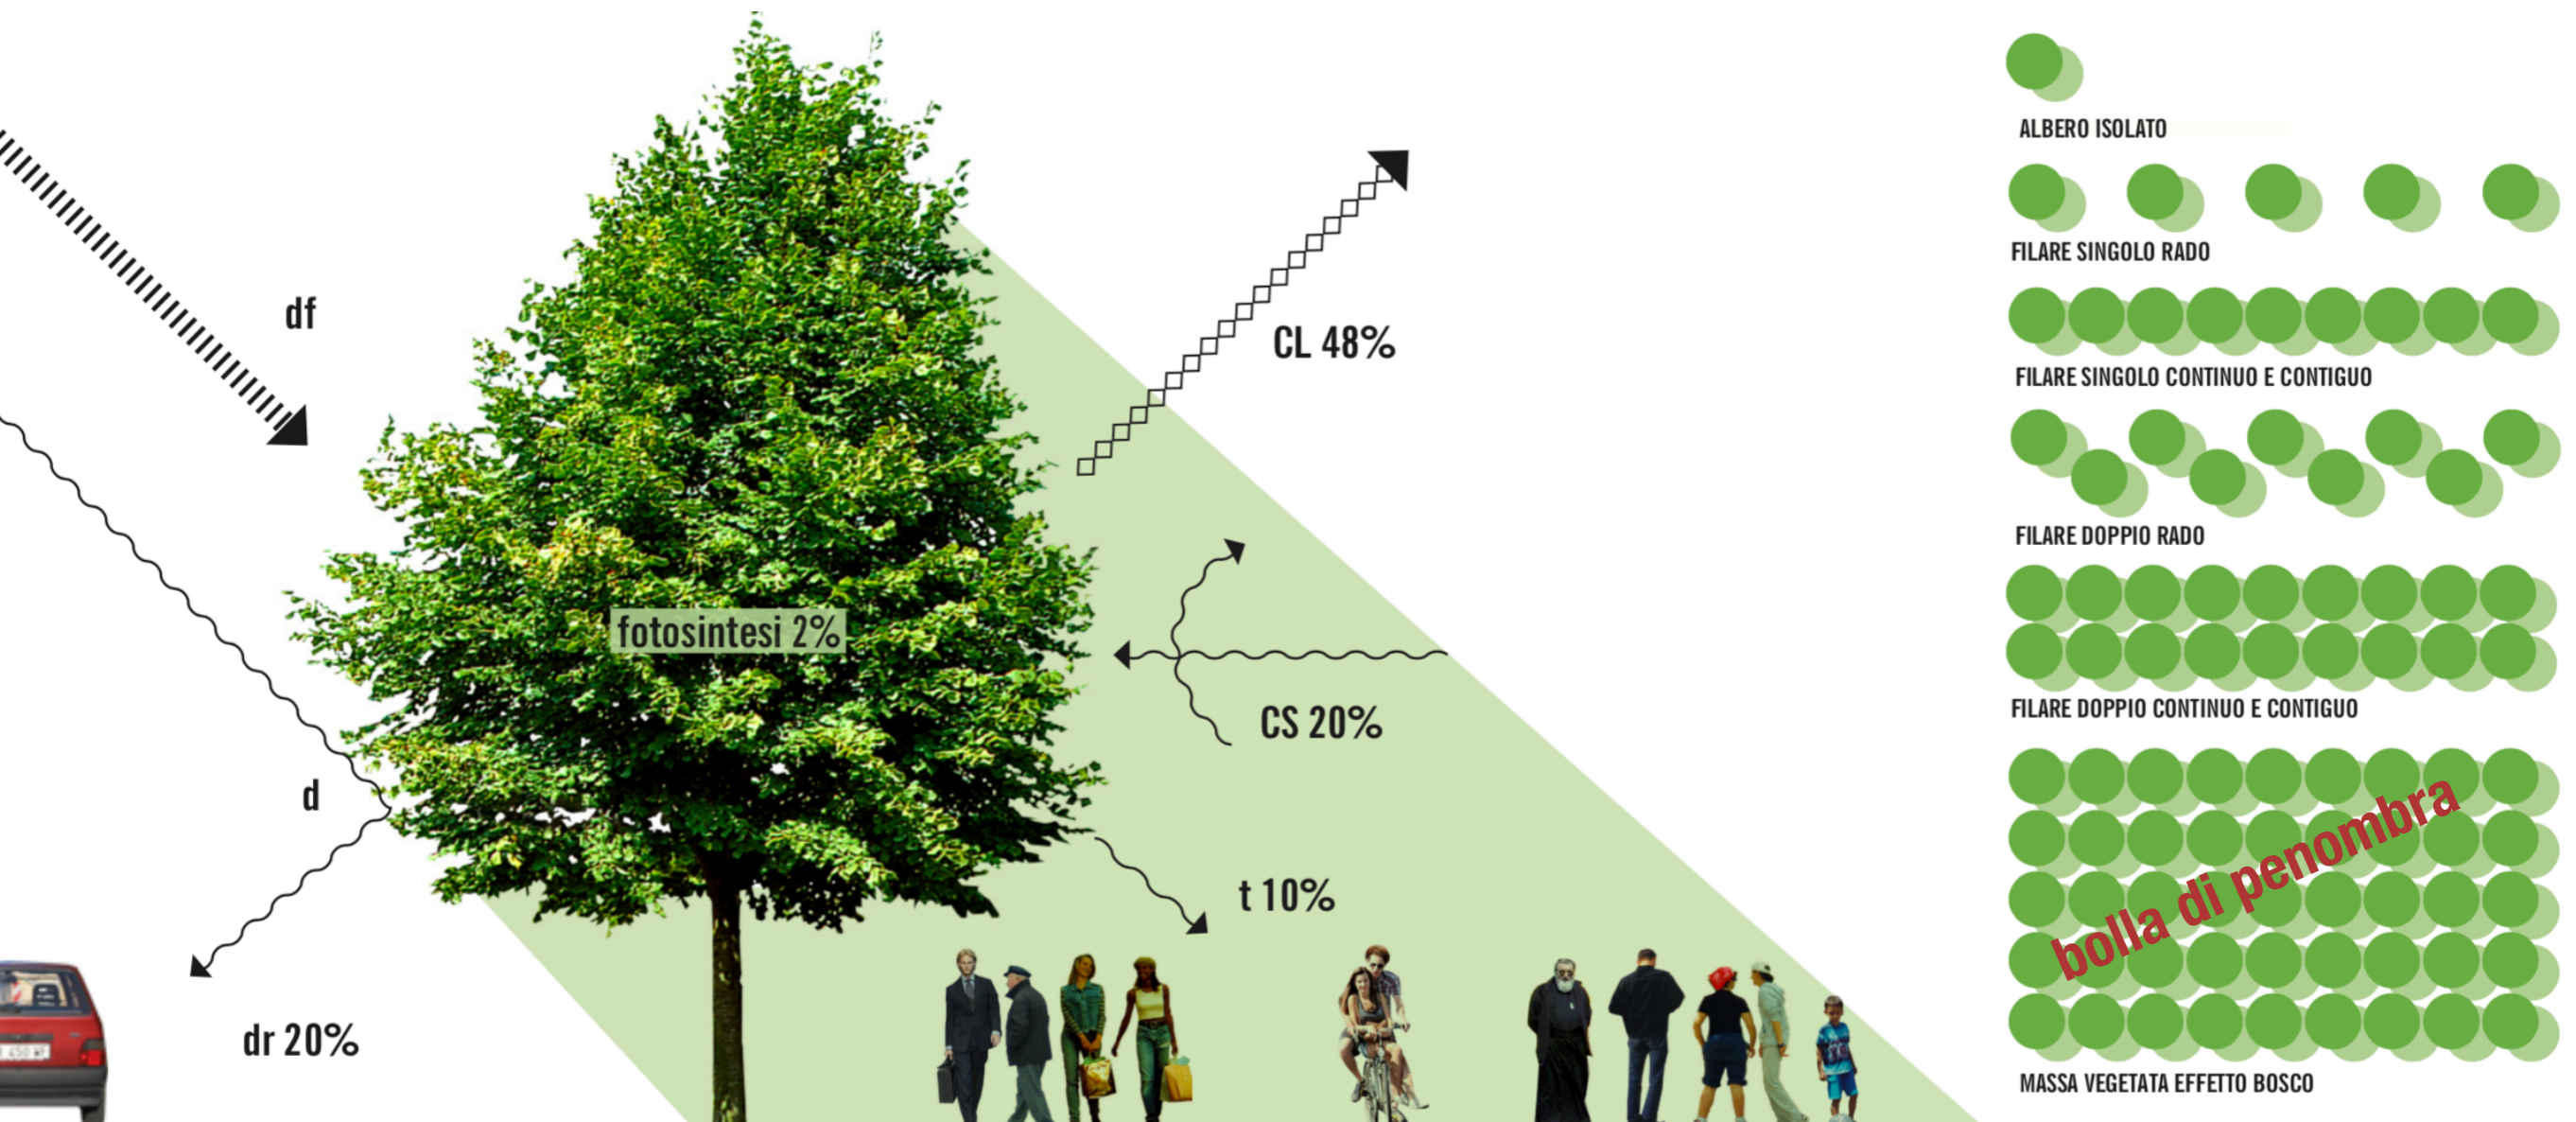 df
CL 48%
fotosintesi 2%
CS 20%
d
t 10%
dr 20%
ALBERO ISOLATO
FILARE SINGOLO RADO
FILARE SINGOLO CONTINUO E CONTIGUO
FILARE DOPPIO RADO
FILARE DOPPIO CONTINUO E CONTIGUO
bolla di penombra
MASSA VEGETATA EFFETTO BOSCO